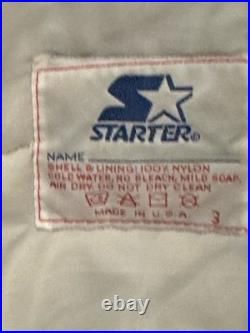 STARTER®
NAME
SHELL & LINING: 100% NYLON
COLD WATER, NO BLEACH, MILD SOAP,
AIR DRY. DO NOT DRY CLEAN
MADE IN U.S.A.
3